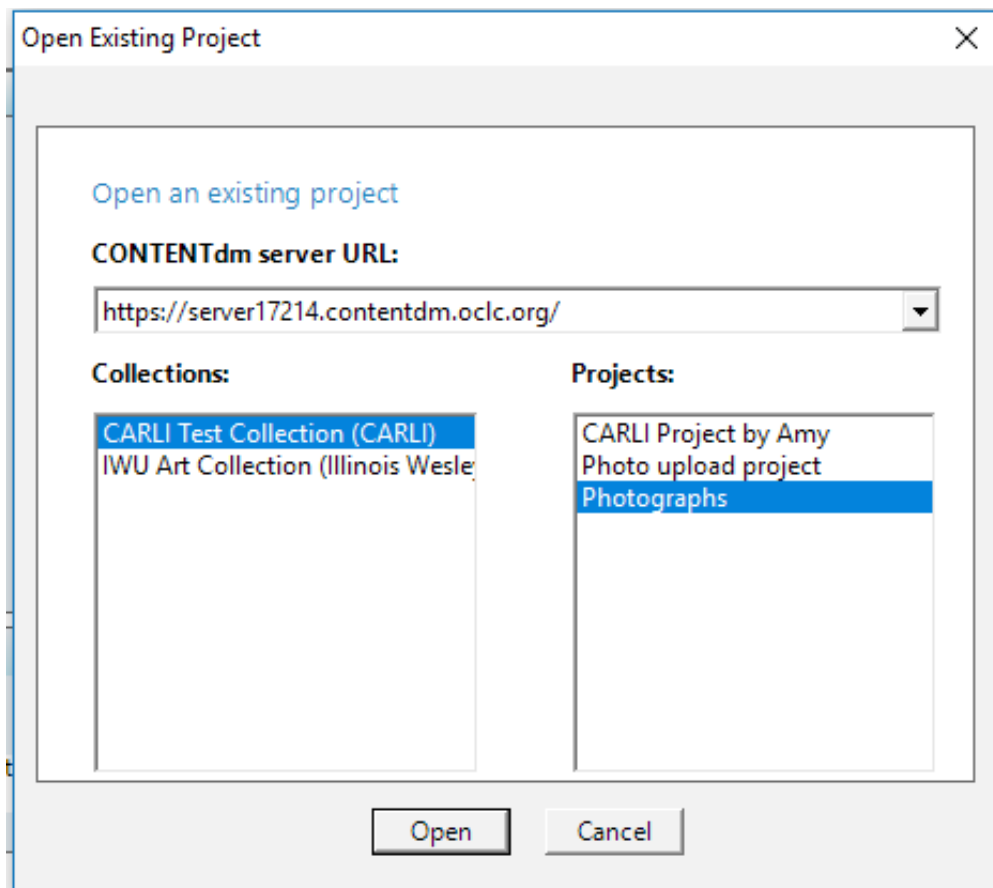 Open Existing Project
Open an existing project
CONTENTdm server URL:
https://server17214.contentdm.oclc.org/
Collections:
CARLI Test Collection (CARLI)
IWU Art Collection (Illinois Wesle
Projects:
CARLI Project by Amy
Photo upload project
Photographs
Open
Cancel